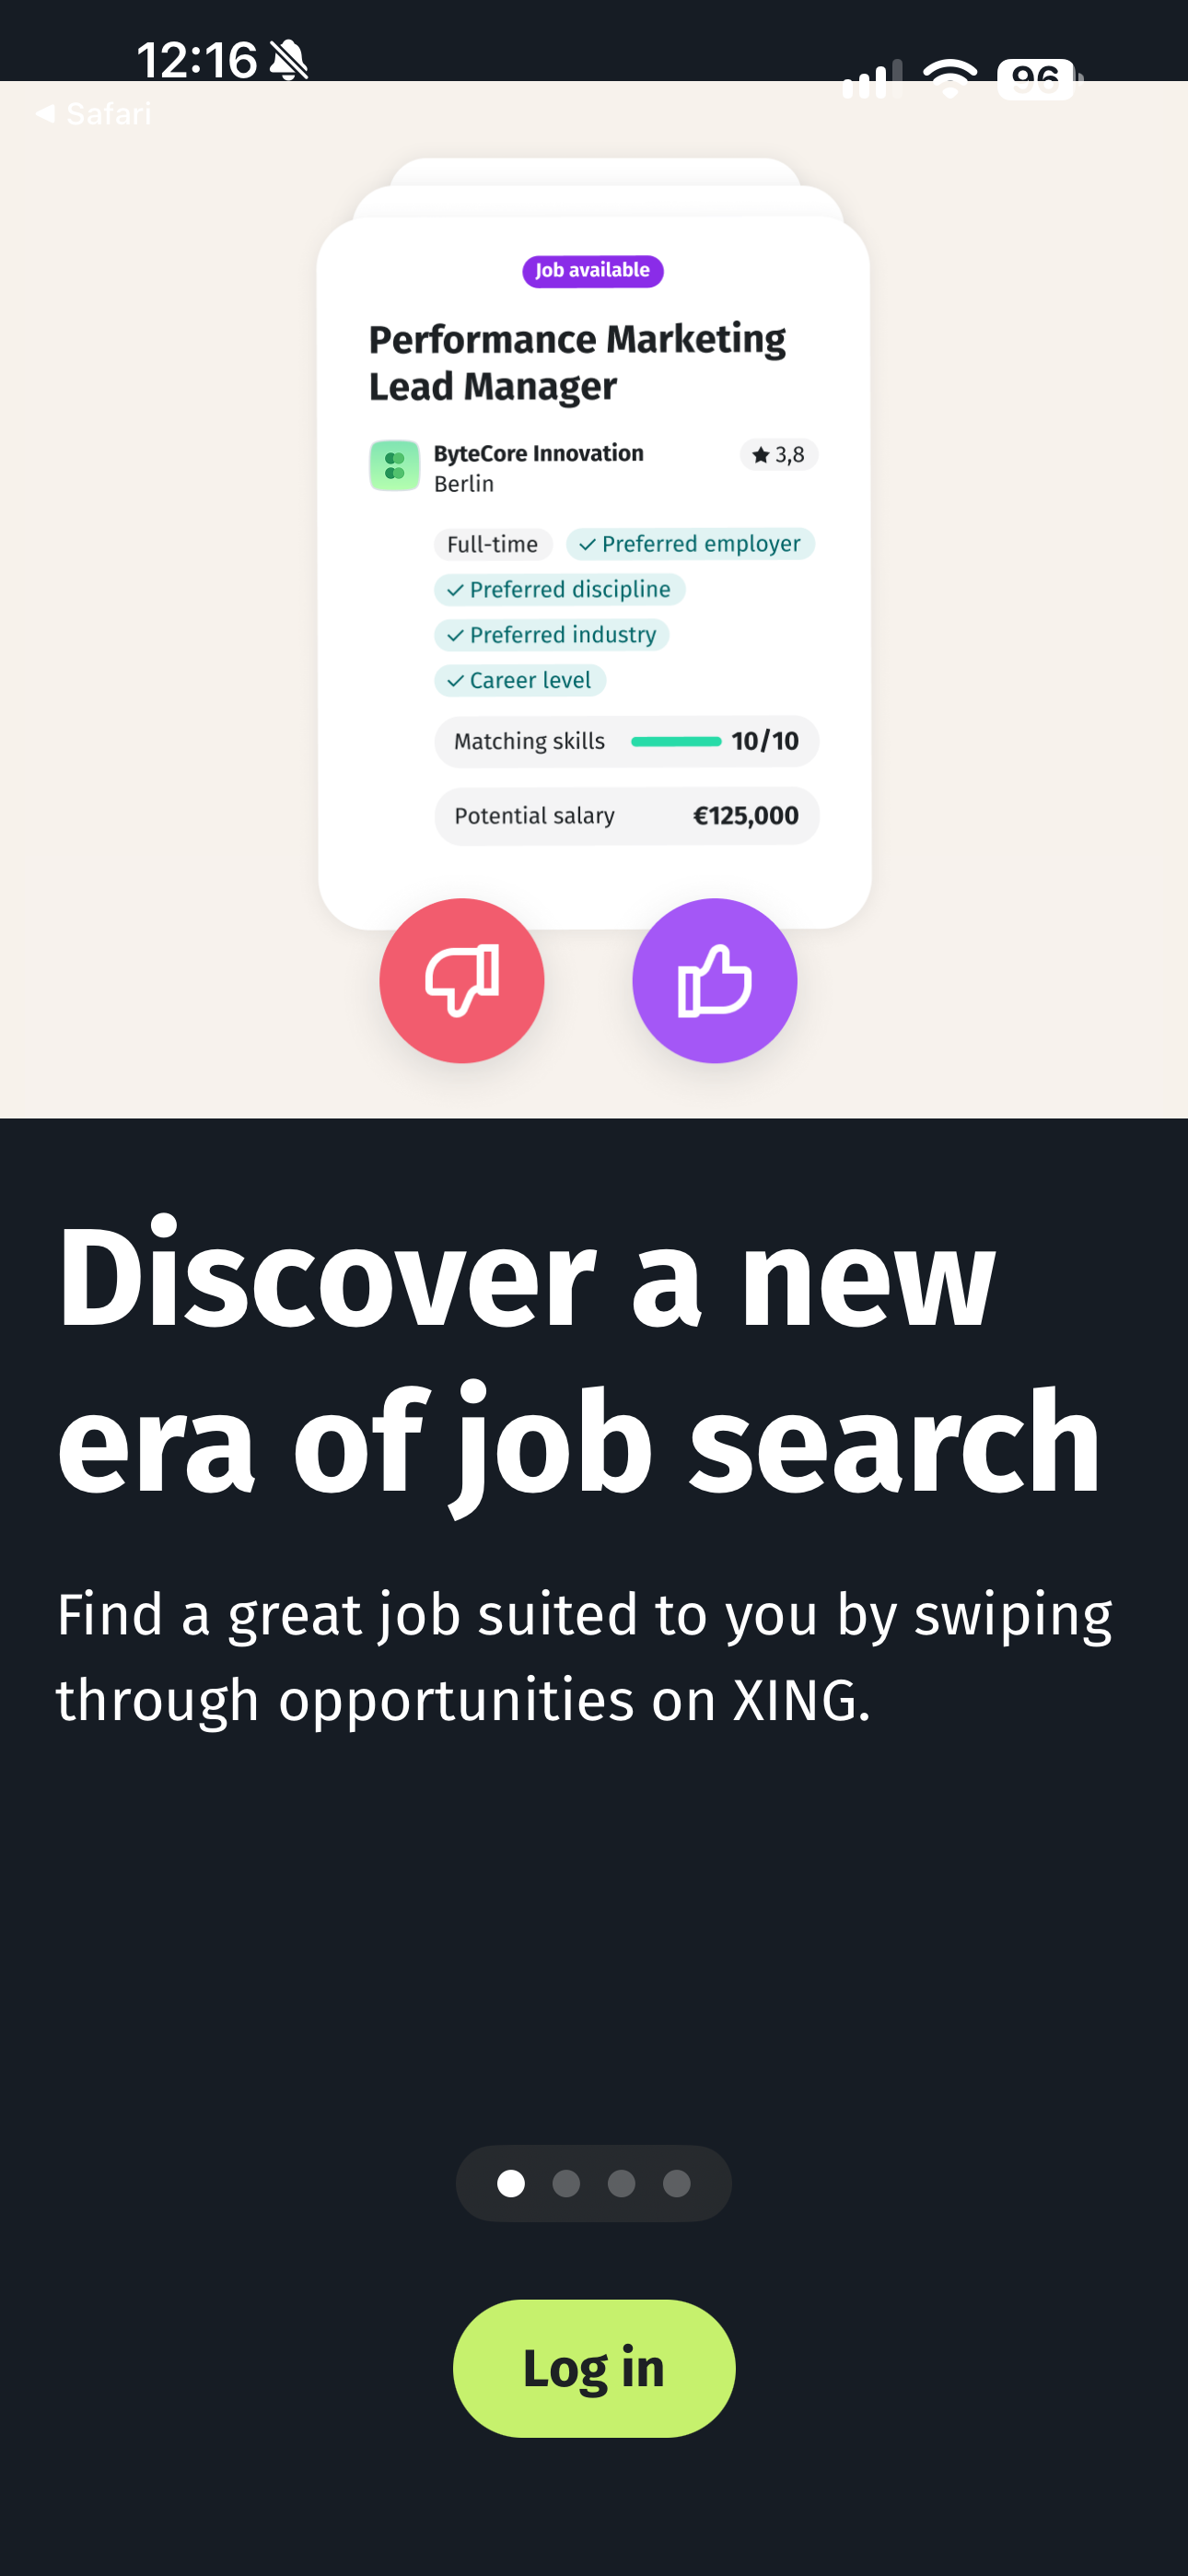 12:16
96
Safari
Job available
Performance Marketing
Lead Manager
ByteCore Innovation
3,8
Berlin
Full-time
Preferred employer
Preferred discipline
Preferred industry
Career level
Matching skills 10/10
Potential salary €125,000
Discover a new
era of job search
Find a great job suited to you by swiping
through opportunities on XING.
Log in